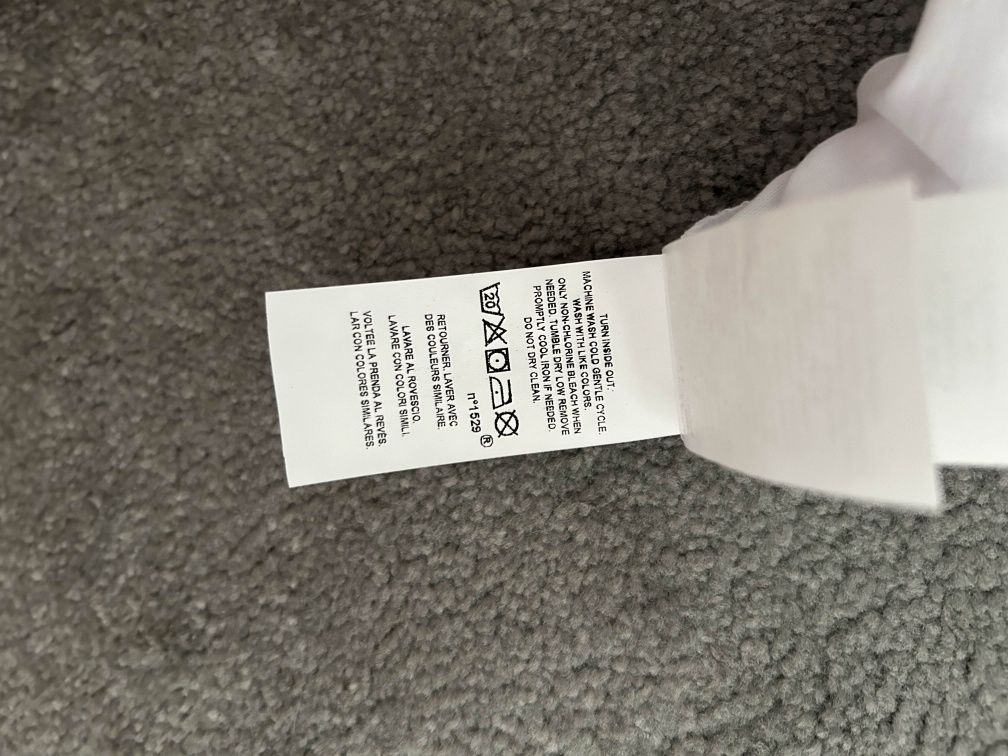 TURN INSIDE OUT.
MACHINE WASH COLD GENTLE CYCLE.
WASH WITH LIKE COLORS.
ONLY NON-CHLORINE BLEACH WHEN
NEEDED. TUMBLE DRY LOW REMOVE
PROMPTLY COOL IRON IF NEEDED.
DO NOT DRY CLEAN.
20
n°1529 ®
RETOURNER. LAVER AVEC
DES COULEURS SIMILAIRE.
LAVARE AL ROVESCIO.
LAVARE CON COLORI SIMILI.
VOLTEE LA PRENDA AL REVÉS.
LAR CON COLORES SIMILARES.